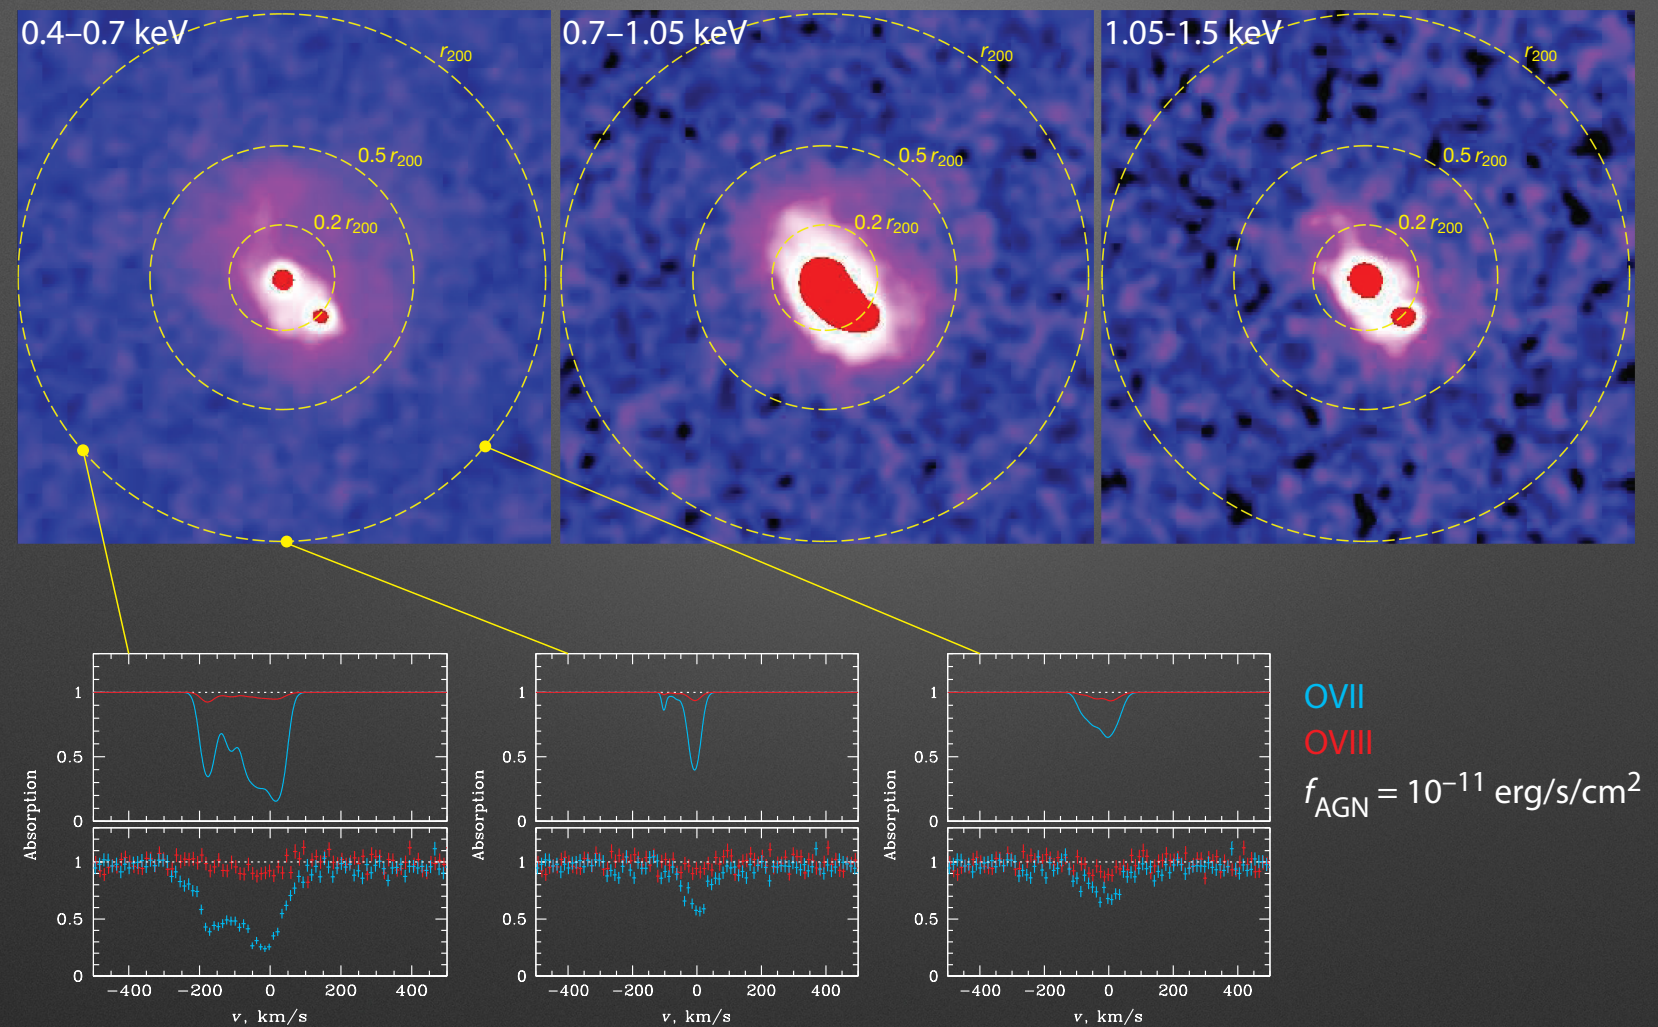 0.4–0.7 keV
0.7–1.05 keV
1.05-1.5 keV
r200
r200
r200
0.5 r200
0.5 r200
0.5 r200
0.2 r200
0.2 r200
0.2 r200
OVII
OVIII
fAGN = 10–11 erg/s/cm2
1
0.5
0
1
0.5
0
Absorption
−400 −200 0 200 400
v, km/s
1
0.5
0
1
0.5
0
Absorption
−400 −200 0 200 400
v, km/s
1
0.5
0
1
0.5
0
Absorption
−400 −200 0 200 400
v, km/s